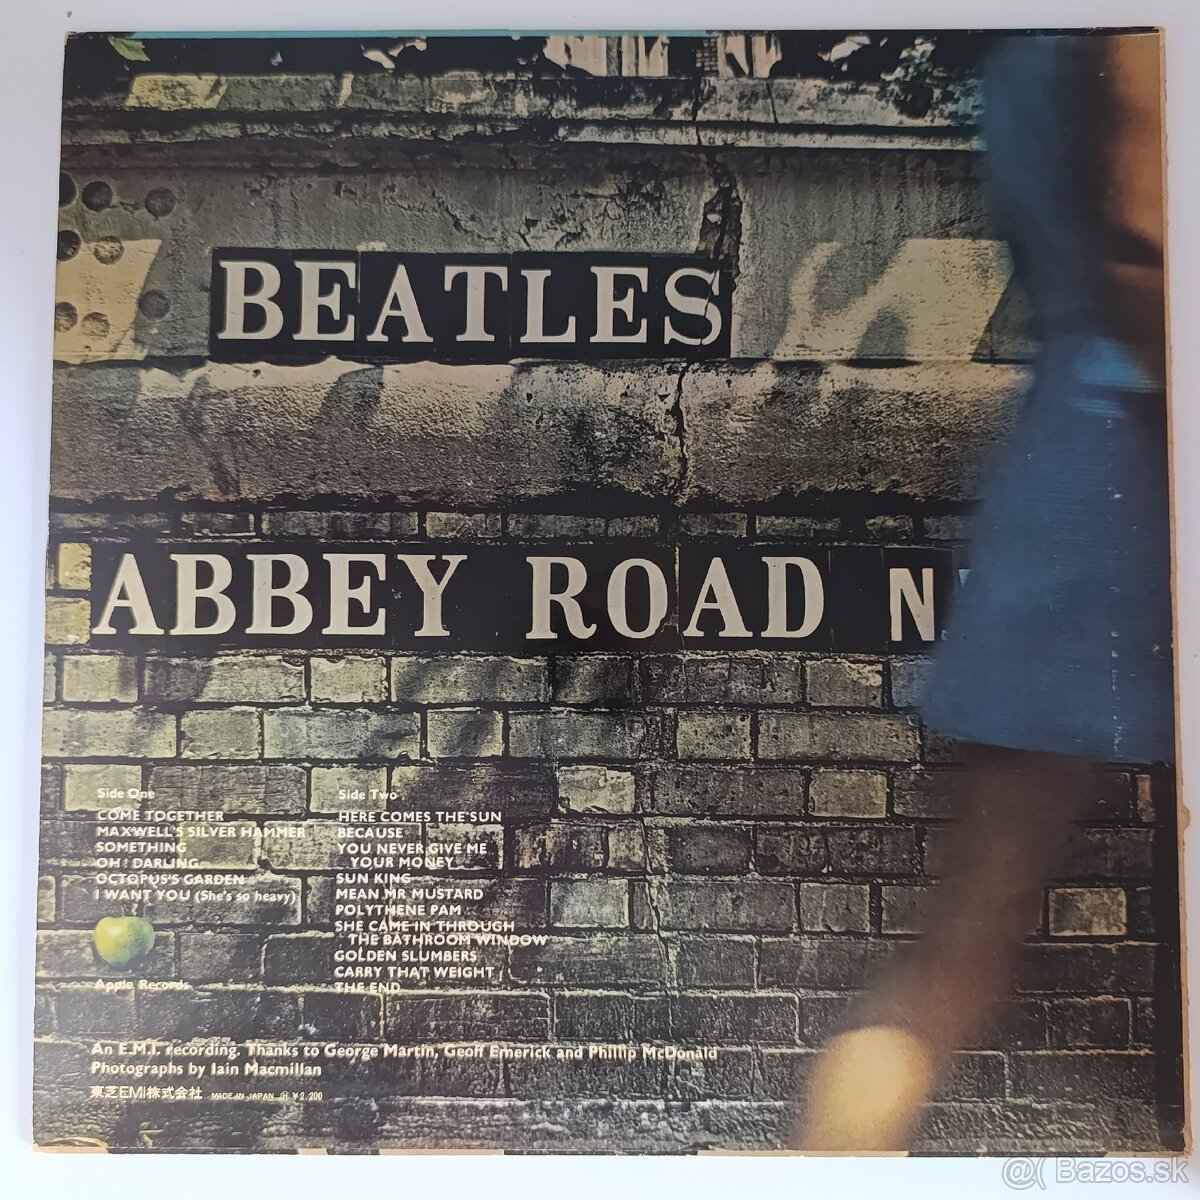 BEATLES
ABBEY ROAD N
Side One
COME TOGETHER
MAXWELL'S SILVER HAMMER
SOMETHING
OH! DARLING
OCTOPUS'S GARDEN
I WANT YOU (She's so heavy)
Apple Records
Side Two
HERE COMES THE SUN
BECAUSE
YOU NEVER GIVE ME
YOUR MONEY
SUN KING
MEAN MR MUSTARD
POLYTHENE PAM
SHE CAME IN THROUGH
THE BATHROOM WINDOW
GOLDEN SLUMBERS
CARRY THAT WEIGHT
THE END
An E.M.I. recording. Thanks to George Martin, Geoff Emerick and Phillip McDonald
Photographs by Iain Macmillan
東芝EMI株式会社 MADE IN JAPAN (H) ¥2,200
@( Bazos.sk